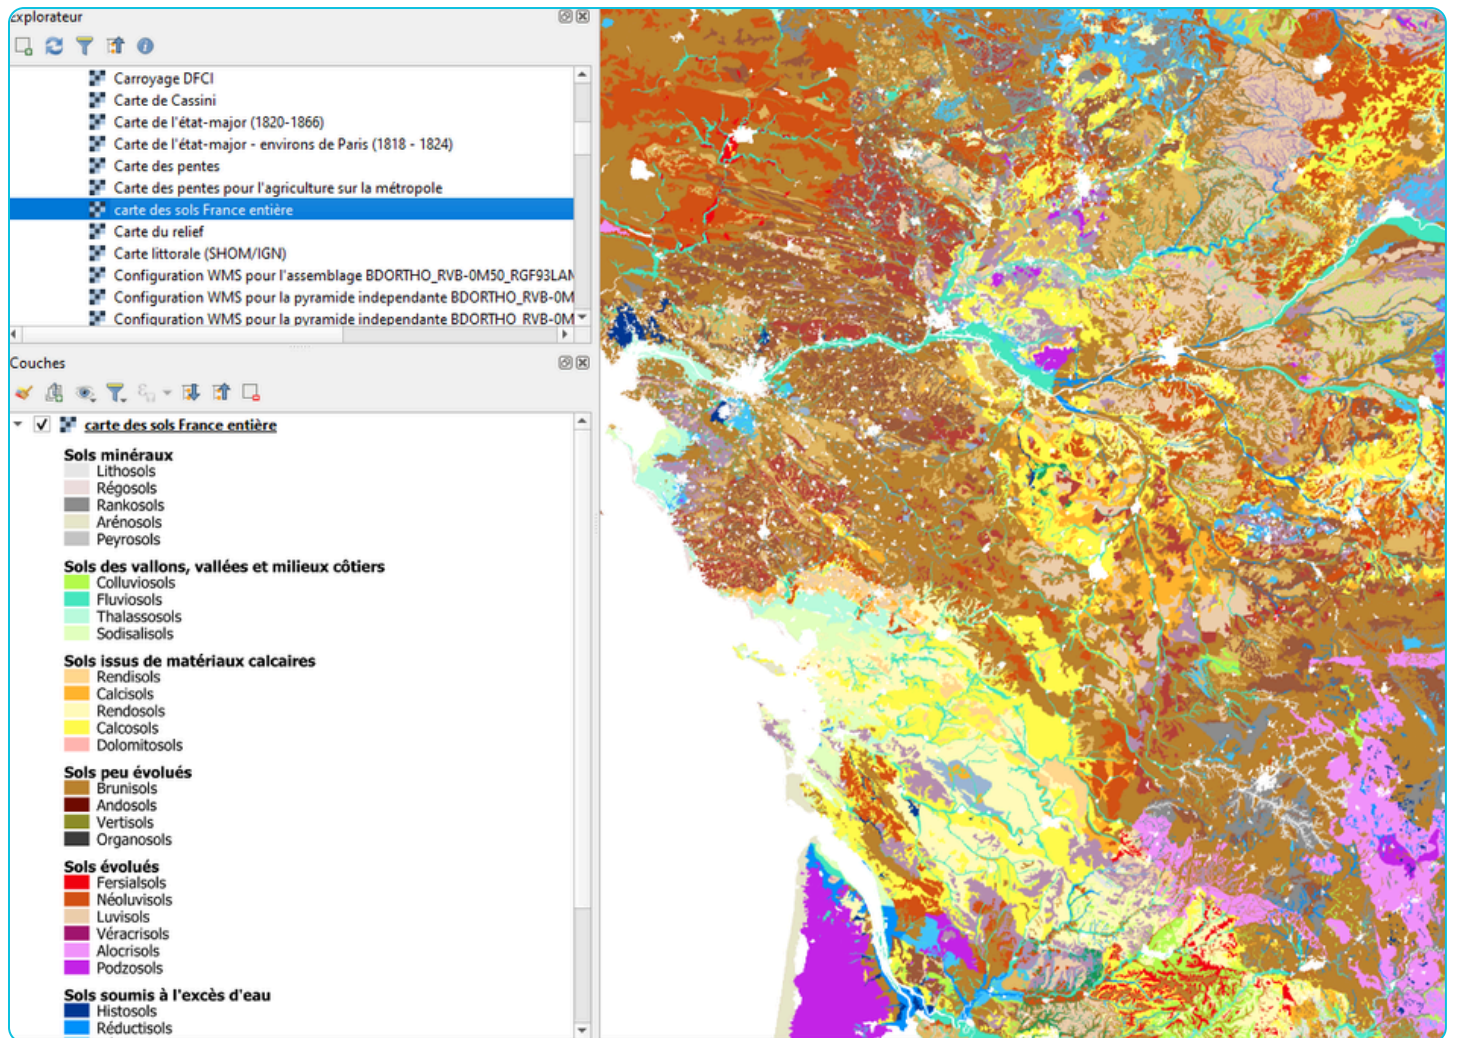 Explorateur
Carroyage DFCI
Carte de Cassini
Carte de l'état-major (1820-1866)
Carte de l'état-major - environs de Paris (1818 - 1824)
Carte des pentes
Carte des pentes pour l'agriculture sur la métropole
carte des sols France entière
Carte du relief
Carte littorale (SHOM/IGN)
Configuration WMS pour l'assemblage BDORTHO_RVB-0M50_RGF93LAM
Configuration WMS pour la pyramide independante BDORTHO_RVB-0M
Configuration WMS pour la pyramide independante BDORTHO_RVB-0M
Couches
carte des sols France entière
Sols minéraux
Lithosols
Régosols
Rankosols
Arénosols
Peyrosols
Sols des vallons, vallées et milieux côtiers
Colluviosols
Fluviosols
Thalassosols
Sodisalisols
Sols issus de matériaux calcaires
Rendisols
Calcisols
Rendosols
Calcosols
Dolomitosols
Sols peu évolués
Brunisols
Andosols
Vertisols
Organosols
Sols évolués
Fersialsols
Néoluvisols
Luvisols
Véracrisols
Alocrisols
Podzosols
Sols soumis à l'excès d'eau
Histosols
Réductisols